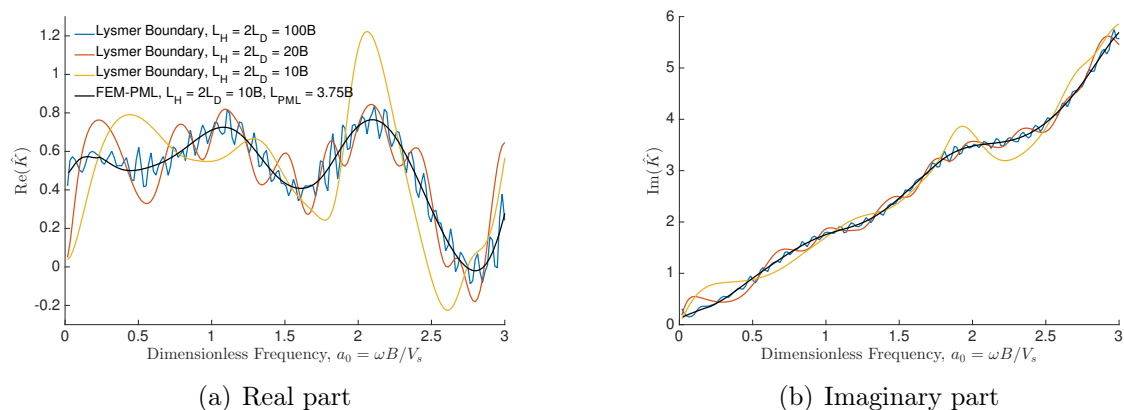 Lysmer Boundary, L_H = 2L_D = 100B
Lysmer Boundary, L_H = 2L_D = 20B
Lysmer Boundary, L_H = 2L_D = 10B
FEM-PML, L_H = 2L_D = 10B, L_PML = 3.75B
1.2
1
0.8
0.6
0.4
0.2
0
-0.2
Re(K̂)
0 0.5 1 1.5 2 2.5 3
Dimensionless Frequency, a_0 = ωB/V_s
(a) Real part
6
5
4
3
2
1
0
Im(K̂)
0 0.5 1 1.5 2 2.5 3
Dimensionless Frequency, a_0 = ωB/V_s
(b) Imaginary part